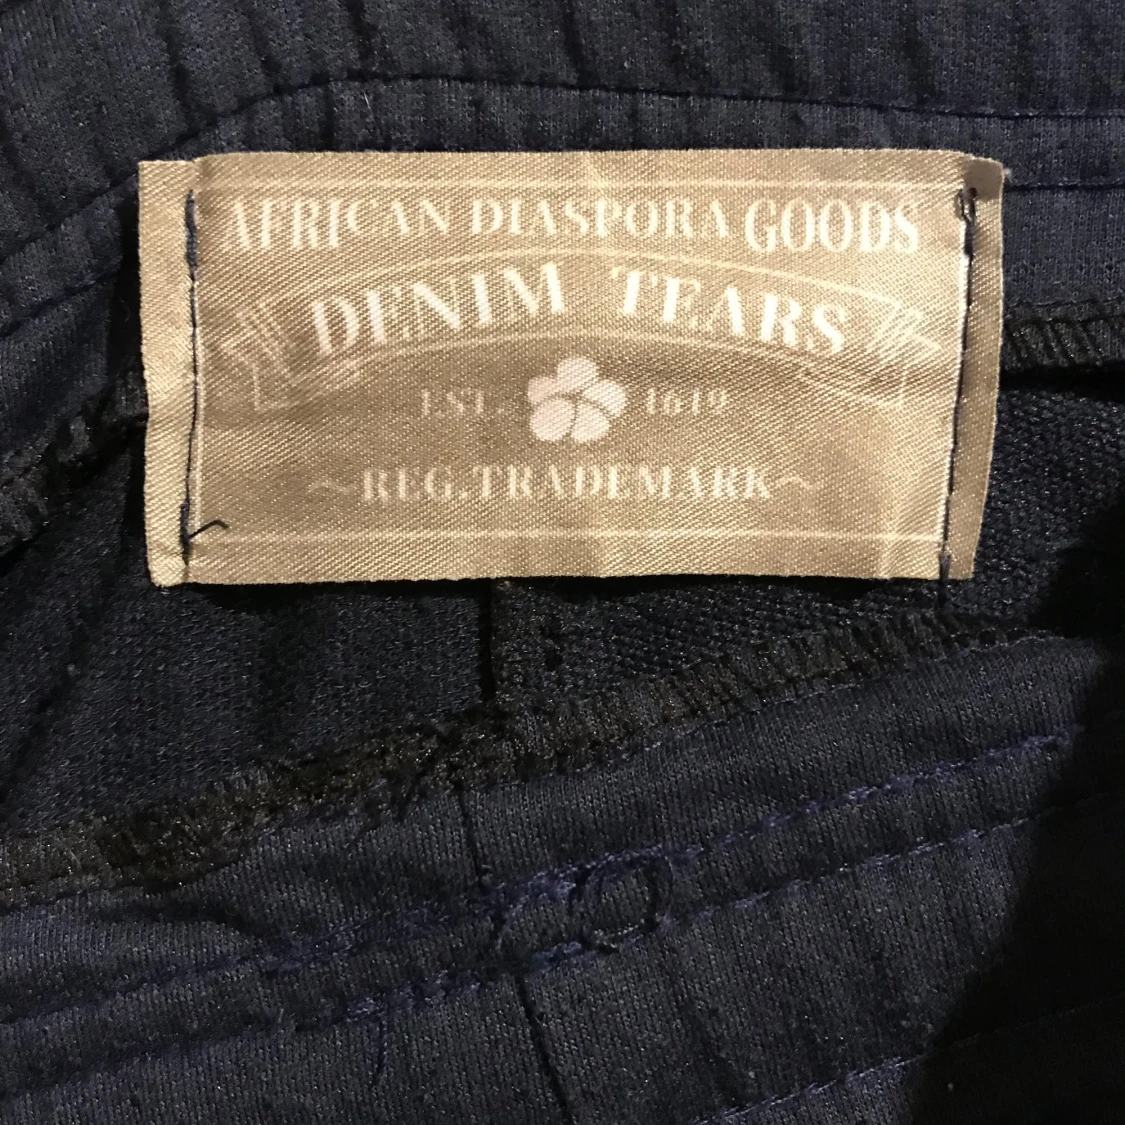 AFRICAN DIASPORA GOODS
DENIM TEARS
EST. 1619
~REG.TRADEMARK~